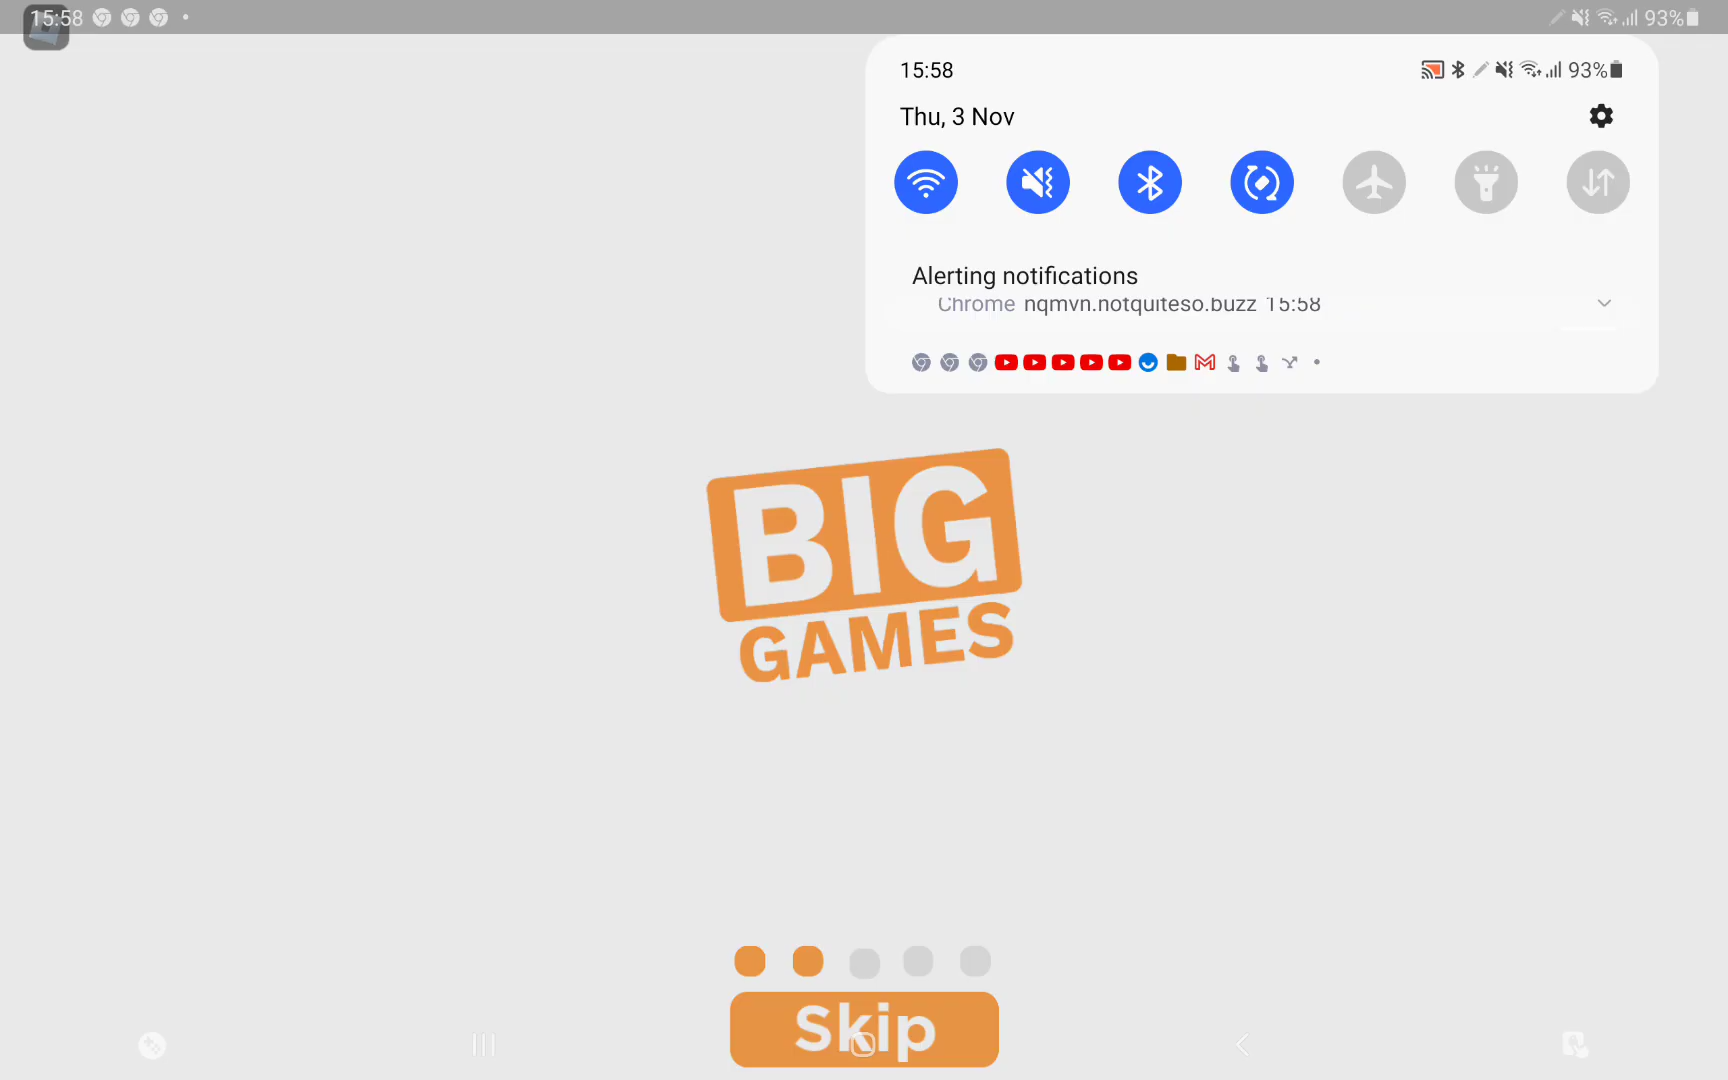 15:58
93%
15:58
93%
Thu, 3 Nov
Alerting notifications
Chrome nqmvn.notquiteso.buzz 15:58
BIG
GAMES
Skip